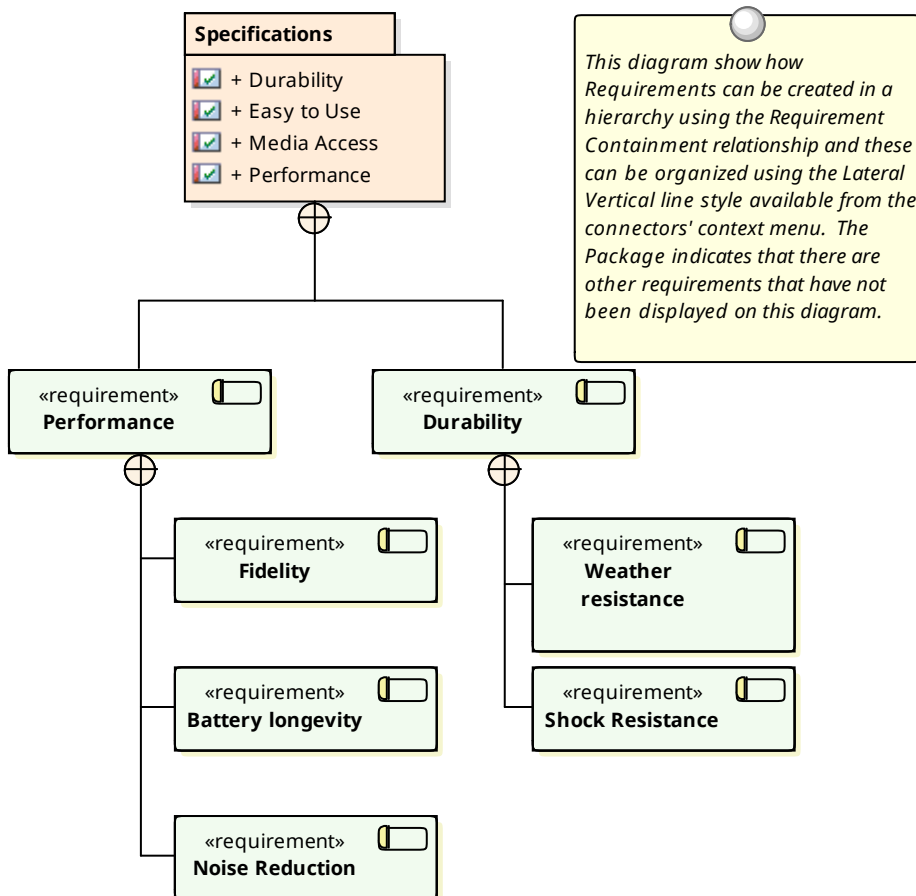 Specifications
+ Durability
+ Easy to Use
+ Media Access
+ Performance
This diagram show how
Requirements can be created in a
hierarchy using the Requirement
Containment relationship and these
can be organized using the Lateral
Vertical line style available from the
connectors' context menu.  The
Package indicates that there are
other requirements that have not
been displayed on this diagram.
«requirement»
Performance
«requirement»
Durability
«requirement»
Fidelity
«requirement»
Weather
resistance
«requirement»
Battery longevity
«requirement»
Shock Resistance
«requirement»
Noise Reduction